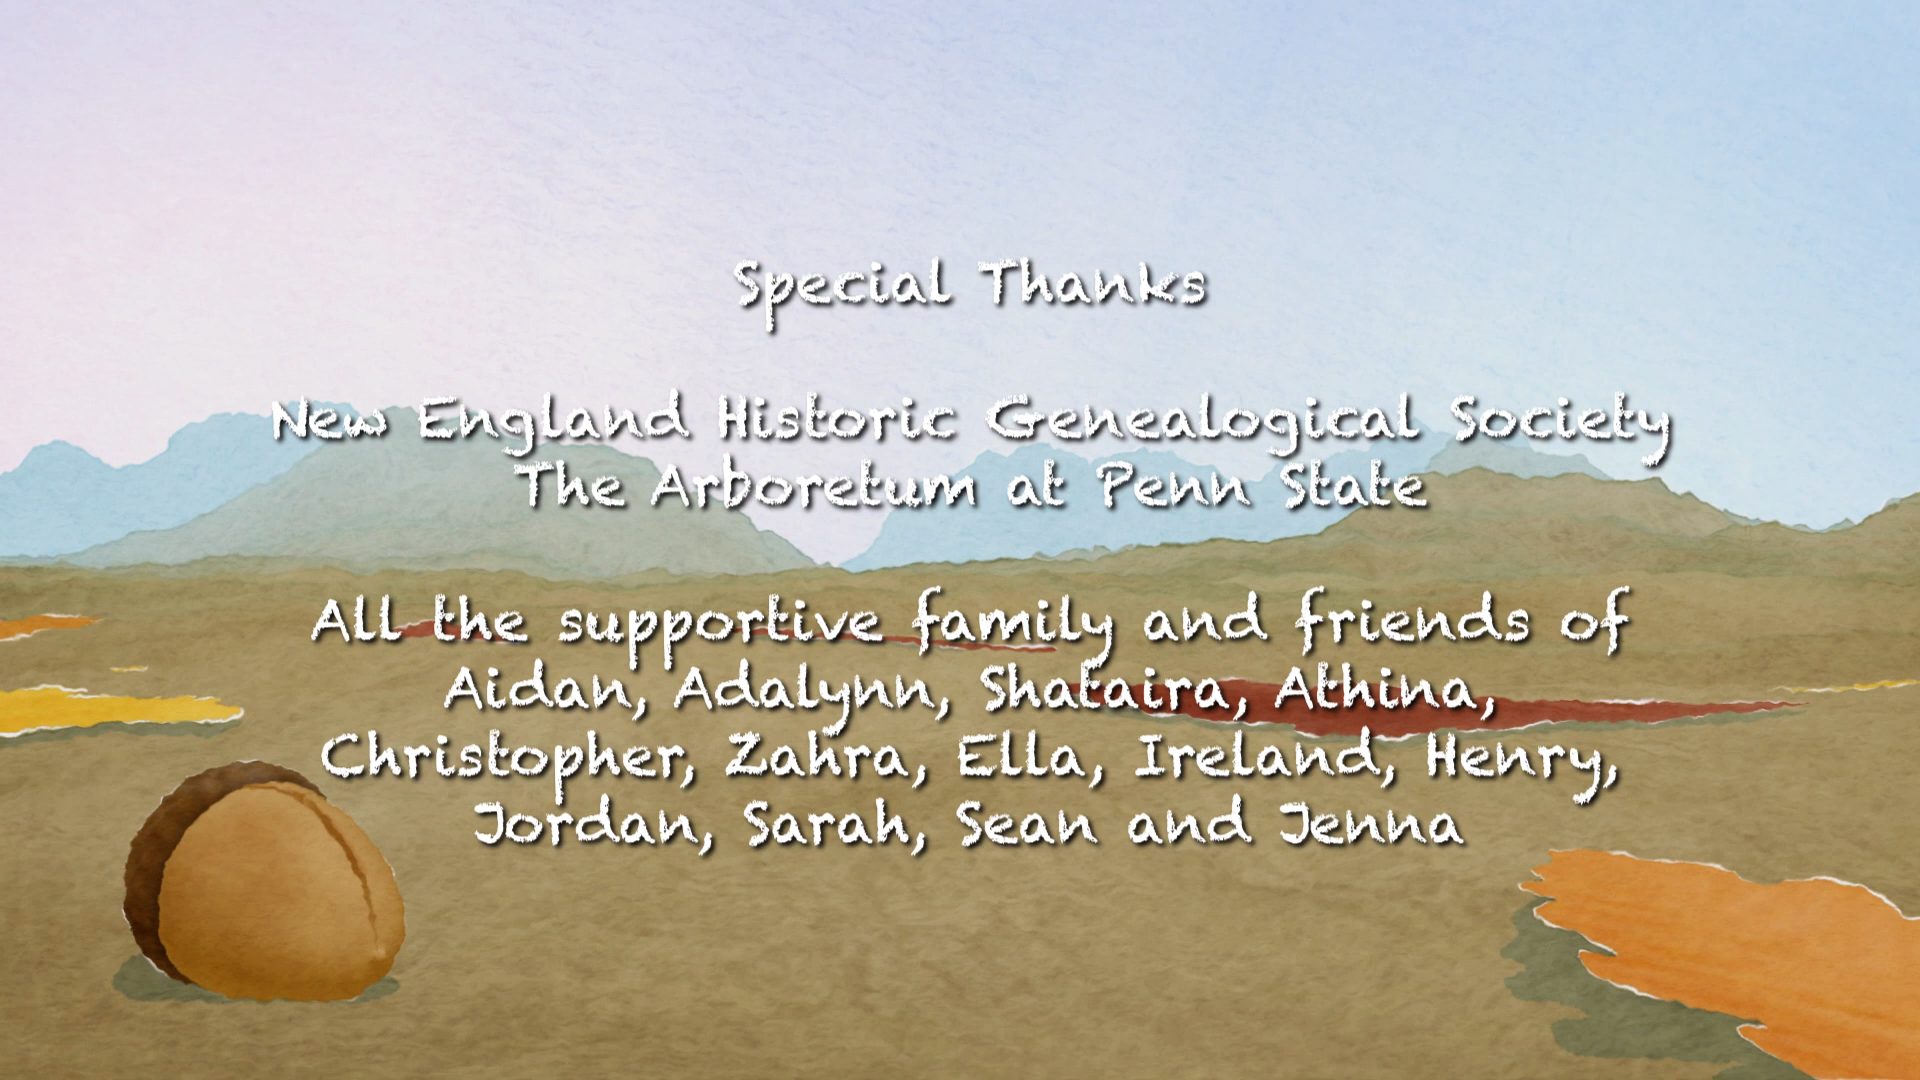 Special Thanks
New England Historic Genealogical Society
The Arboretum at Penn State
All the supportive family and friends of
Aidan, Adalynn, Shataira, Athina,
Christopher, Zahra, Ella, Ireland, Henry,
Jordan, Sarah, Sean and Jenna